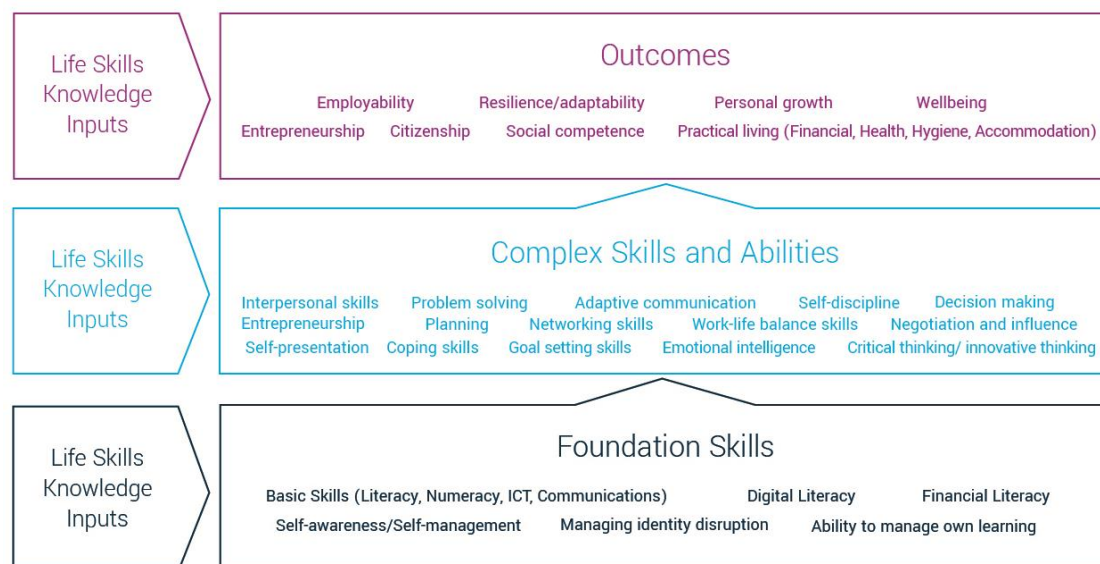 Life Skills
Knowledge
Inputs
Outcomes
Employability Resilience/adaptability Personal growth Wellbeing
Entrepreneurship Citizenship Social competence Practical living (Financial, Health, Hygiene, Accommodation)
Life Skills
Knowledge
Inputs
Complex Skills and Abilities
Interpersonal skills Problem solving Adaptive communication Self-discipline Decision making
Entrepreneurship Planning Networking skills Work-life balance skills Negotiation and influence
Self-presentation Coping skills Goal setting skills Emotional intelligence Critical thinking/ innovative thinking
Life Skills
Knowledge
Inputs
Foundation Skills
Basic Skills (Literacy, Numeracy, ICT, Communications) Digital Literacy Financial Literacy
Self-awareness/Self-management Managing identity disruption Ability to manage own learning